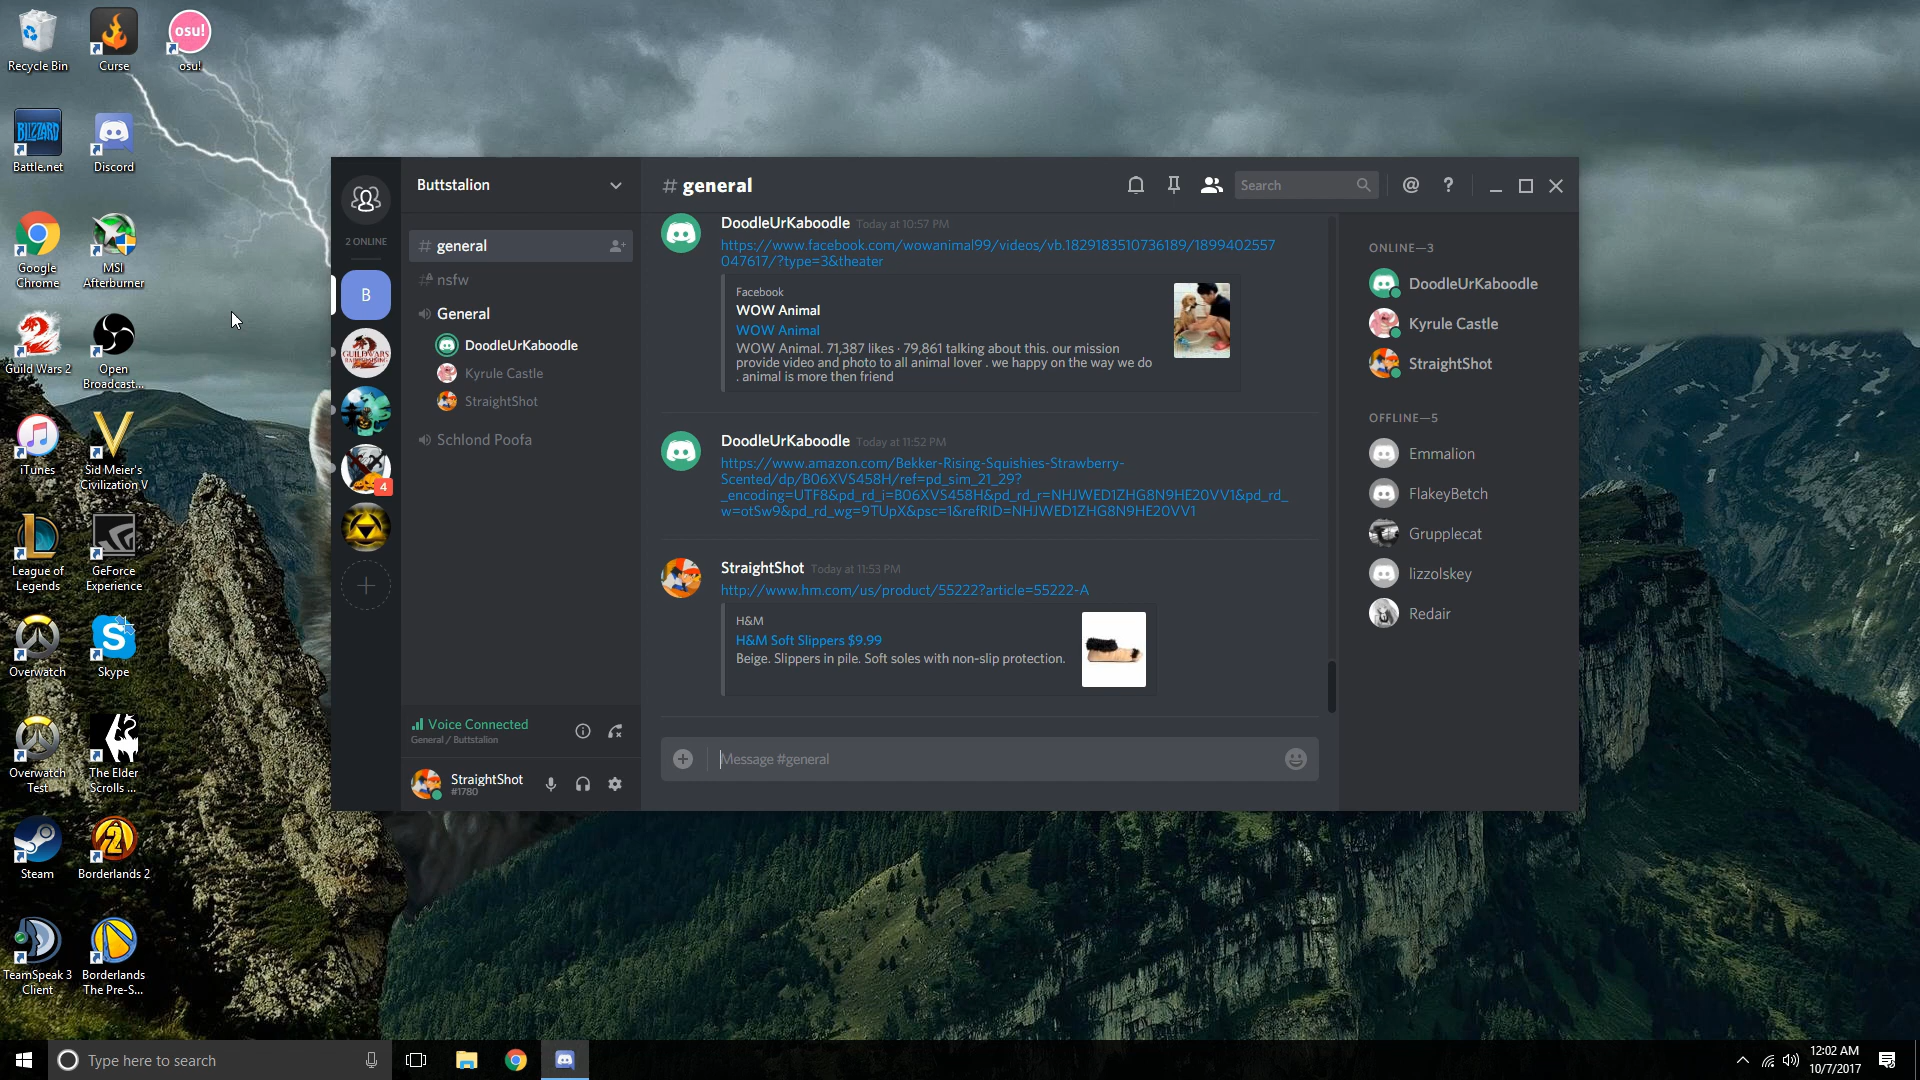 Recycle Bin
Curse
osu!
osu!
BLIZZARD
Battle.net
Discord
Google
Chrome
MSI
Afterburner
Guild Wars 2
Open
Broadcast...
iTunes
Sid Meier's
Civilization V
League of
Legends
GeForce
Experience
Overwatch
Skype
Overwatch
Test
The Elder
Scrolls ...
Steam
Borderlands 2
TeamSpeak 3
Client
Borderlands
The Pre-S...
2 ONLINE
B
GUILD WARS
4
Buttstalion
# general
nsfw
General
DoodleUrKaboodle
Kyrule Castle
StraightShot
Schlond Poofa
Voice Connected
General / Buttstalion
StraightShot
#1780
# general
Search
@
?
DoodleUrKaboodle Today at 10:57 PM
https://www.facebook.com/wowanimal99/videos/vb.1829183510736189/1899402557
047617/?type=3&theater
Facebook
WOW Animal
WOW Animal
WOW Animal. 71,387 likes · 79,861 talking about this. our mission
provide video and photo to all animal lover . we happy on the way we do
. animal is more then friend
DoodleUrKaboodle Today at 11:52 PM
https://www.amazon.com/Bekker-Rising-Squishies-Strawberry-
Scented/dp/B06XVS458H/ref=pd_sim_21_29?
_encoding=UTF8&pd_rd_i=B06XVS458H&pd_rd_r=NHJWED1ZHG8N9HE20VV1&pd_rd_
w=otSw9&pd_rd_wg=9TUpX&psc=1&refRID=NHJWED1ZHG8N9HE20VV1
StraightShot Today at 11:53 PM
http://www.hm.com/us/product/55222?article=55222-A
H&M
H&M Soft Slippers $9.99
Beige. Slippers in pile. Soft soles with non-slip protection.
Message #general
ONLINE—3
DoodleUrKaboodle
Kyrule Castle
StraightShot
OFFLINE—5
Emmalion
FlakeyBetch
Grupplecat
lizzolskey
Redair
Type here to search
12:02 AM
10/7/2017